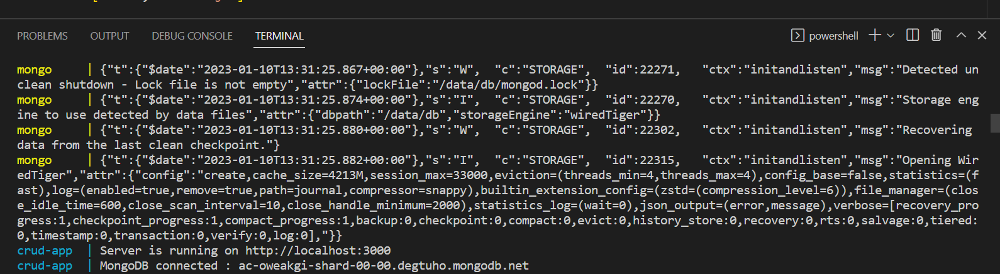 PROBLEMS OUTPUT DEBUG CONSOLE TERMINAL powershell
mongo | {"t":{"$date":"2023-01-10T13:31:25.867+00:00"},"s":"W", "c":"STORAGE", "id":22271, "ctx":"initandlisten","msg":"Detected un
clean shutdown - Lock file is not empty","attr":{"lockFile":"/data/db/mongod.lock"}}
mongo | {"t":{"$date":"2023-01-10T13:31:25.874+00:00"},"s":"I", "c":"STORAGE", "id":22270, "ctx":"initandlisten","msg":"Storage eng
ine to use detected by data files","attr":{"dbpath":"/data/db","storageEngine":"wiredTiger"}}
mongo | {"t":{"$date":"2023-01-10T13:31:25.880+00:00"},"s":"W", "c":"STORAGE", "id":22302, "ctx":"initandlisten","msg":"Recovering
data from the last clean checkpoint."}
mongo | {"t":{"$date":"2023-01-10T13:31:25.882+00:00"},"s":"I", "c":"STORAGE", "id":22315, "ctx":"initandlisten","msg":"Opening Wir
edTiger","attr":{"config":"create,cache_size=4213M,session_max=33000,eviction=(threads_min=4,threads_max=4),config_base=false,statistics=(f
ast),log=(enabled=true,remove=true,path=journal,compressor=snappy),builtin_extension_config=(zstd=(compression_level=6)),file_manager=(clos
e_idle_time=600,close_scan_interval=10,close_handle_minimum=2000),statistics_log=(wait=0),json_output=(error,message),verbose=[recovery_pro
gress:1,checkpoint_progress:1,compact_progress:1,backup:0,checkpoint:0,compact:0,evict:0,history_store:0,recovery:0,rts:0,salvage:0,tiered:
0,timestamp:0,transaction:0,verify:0,log:0],"}}
crud-app | Server is running on http://localhost:3000
crud-app | MongoDB connected : ac-oweakgi-shard-00-00.degtuho.mongodb.net